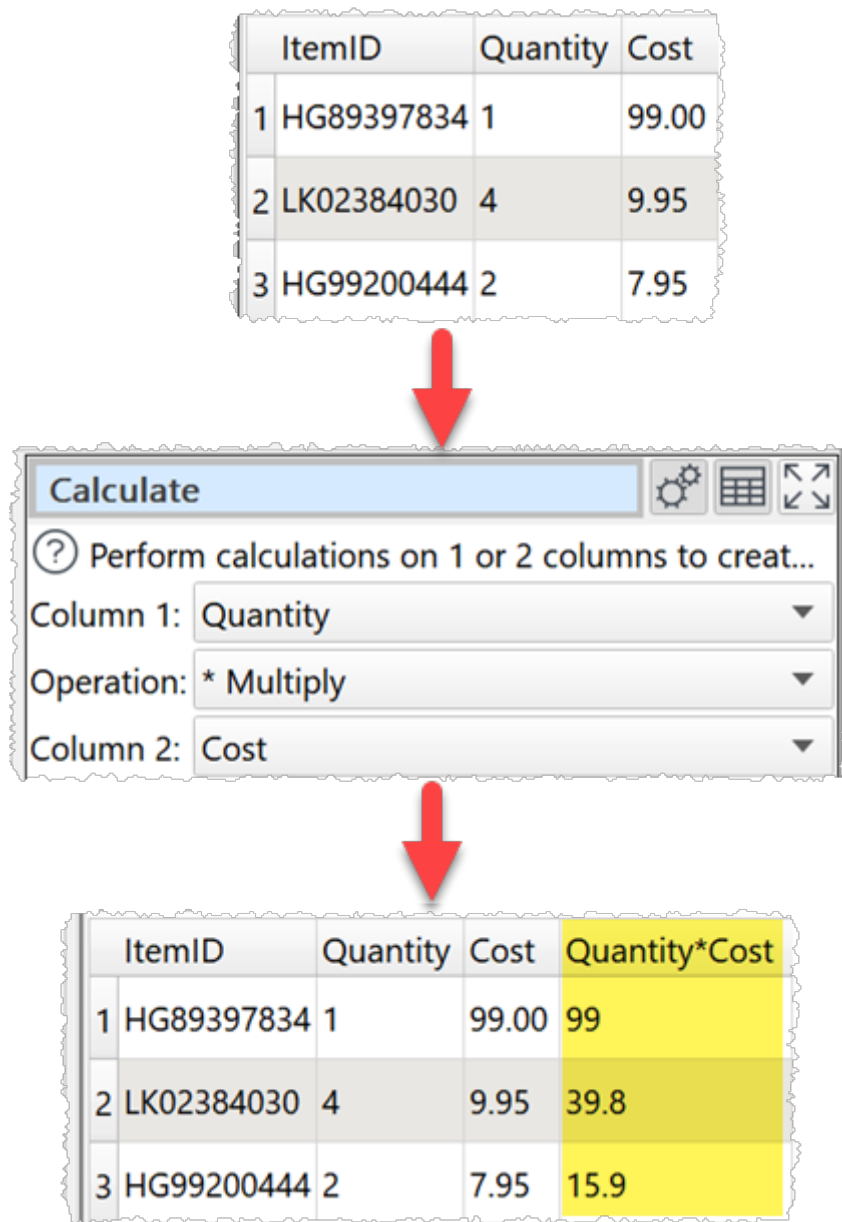 ItemID Quantity Cost
1 HG89397834 1 99.00
2 LK02384030 4 9.95
3 HG99200444 2 7.95
Calculate
? Perform calculations on 1 or 2 columns to creat...
Column 1: Quantity
Operation: * Multiply
Column 2: Cost
ItemID Quantity Cost Quantity*Cost
1 HG89397834 1 99.00 99
2 LK02384030 4 9.95 39.8
3 HG99200444 2 7.95 15.9